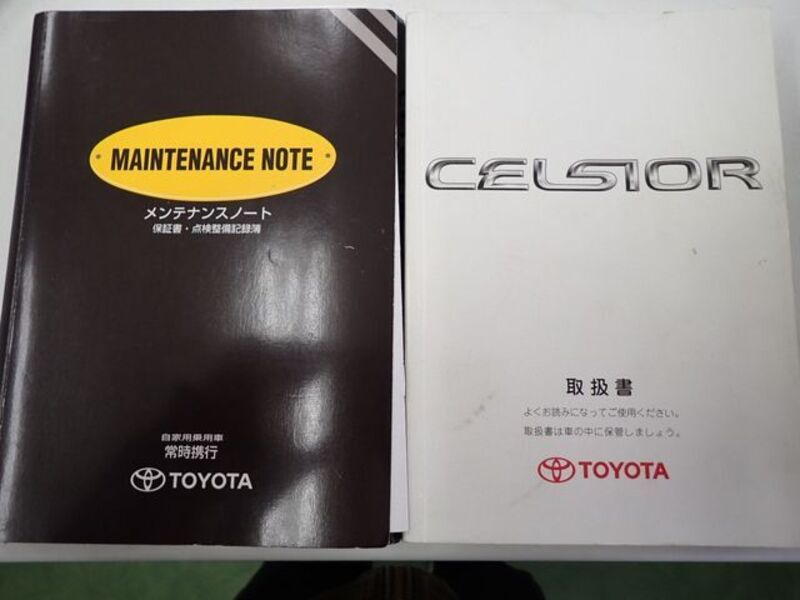 MAINTENANCE NOTE
メンテナンスノート
保証書・点検整備記録簿
自家用乗用車
常時携行
TOYOTA
CELSIOR
取扱書
よくお読みになってご使用ください。
取扱書は車の中に保管しましょう。
TOYOTA